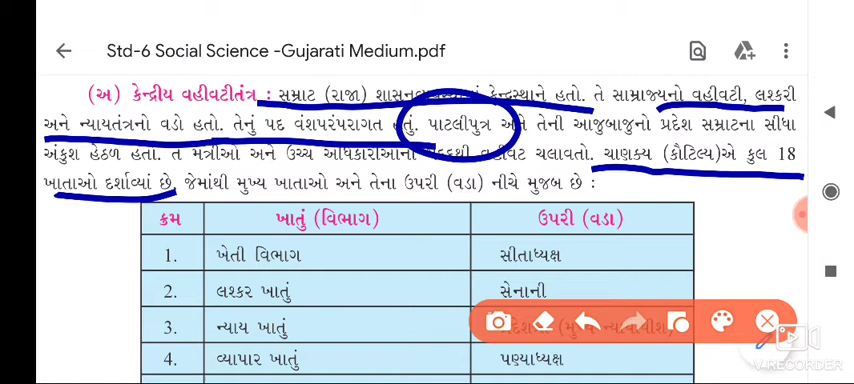 Std-6 Social Science -Gujarati Medium.pdf
(અ) કેન્દ્રીય વહીવટીતંત્ર : સમ્રાટ (રાજા) કેન્દ્રસ્થાને હતો. તે સામ્રાજ્યનો વહીવટી, લશ્કરી
અને ન્યાયતંત્રનો વડો હતો. તેનું પદ વંશપરંપરાગત હતું. પાટલીપુત્ર અને તેની આજુબાજુનો પ્રદેશ સમ્રાટના સીધા
અંકુશ હેઠળ હતા. તે મંત્રીઓ અને ઉચ્ચ વહીવટ ચલાવતો. ચાણક્ય (કૌટિલ્ય)એ કુલ 18
ખાતાઓ દર્શાવ્યાં છે, જેમાંથી મુખ્ય ખાતાઓ અને તેના ઉપરી (વડા) નીચે મુજબ છે :
ક્રમ ખાતું (વિભાગ) ઉપરી (વડા)
1. ખેતી વિભાગ સીતાધ્યક્ષ
2. લશ્કર ખાતું સેનાની
3. ન્યાય ખાતું
4. વ્યાપાર ખાતું પણ્યાધ્યક્ષ
V-RECORDER